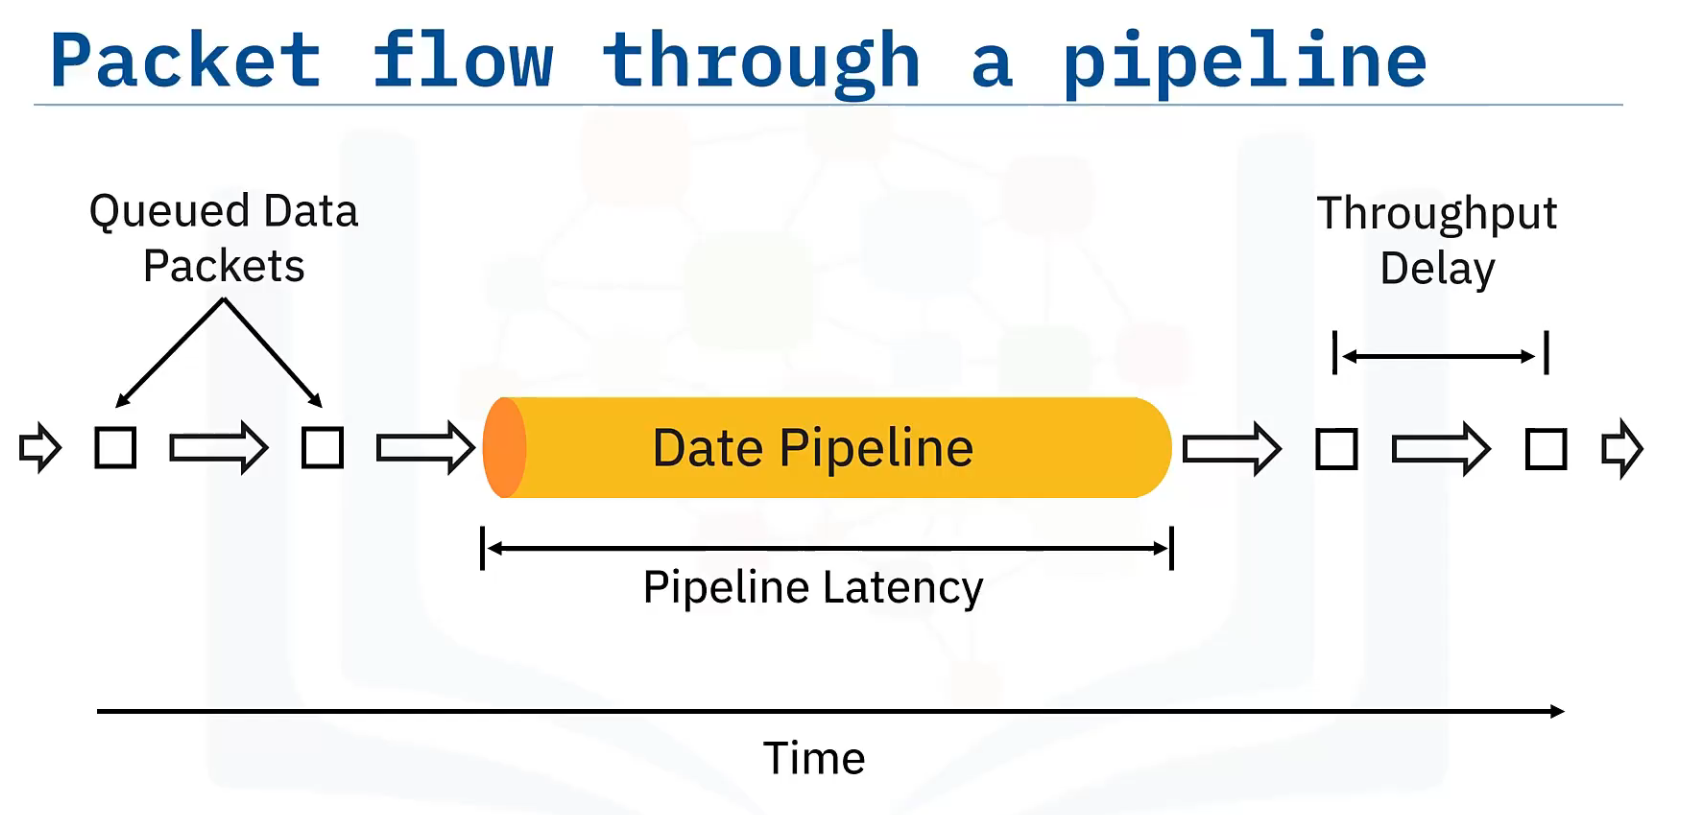 Packet flow through a pipeline
Queued Data
Packets
Throughput
Delay
Date Pipeline
Pipeline Latency
Time